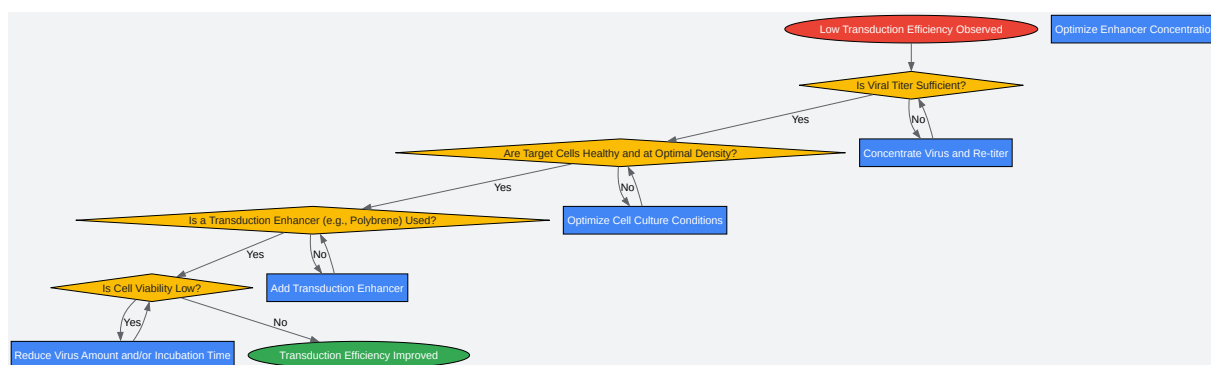 Low Transduction Efficiency Observed
Optimize Enhancer Concentratio
Is Viral Titer Sufficient?
Yes
No
Are Target Cells Healthy and at Optimal Density?
Concentrate Virus and Re-titer
Yes
No
Is a Transduction Enhancer (e.g., Polybrene) Used?
Optimize Cell Culture Conditions
Yes
No
Is Cell Viability Low?
Add Transduction Enhancer
Yes
No
Reduce Virus Amount and/or Incubation Time
Transduction Efficiency Improved